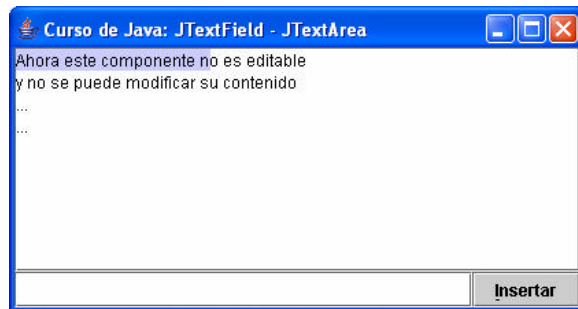 Curso de Java: JTextField - JTextArea
Ahora este componente no es editable
y no se puede modificar su contenido
...
...
Insertar